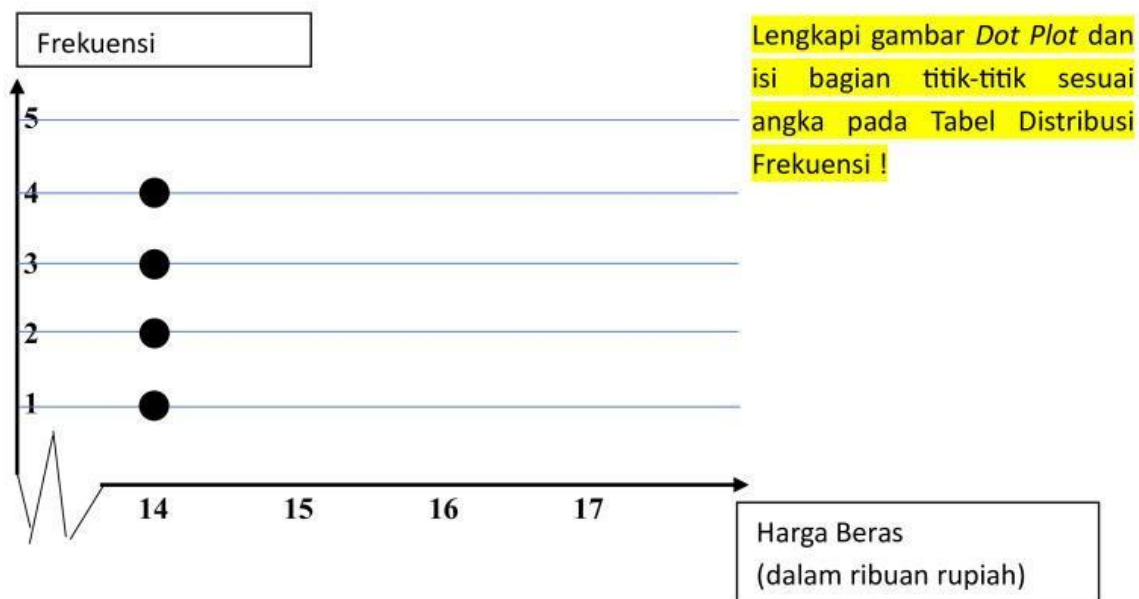 Frekuensi
Lengkapi gambar Dot Plot dan
isi bagian titik-titik sesuai
angka pada Tabel Distribusi
Frekuensi !
5
4
3
2
1
14 15 16 17
Harga Beras
(dalam ribuan rupiah)